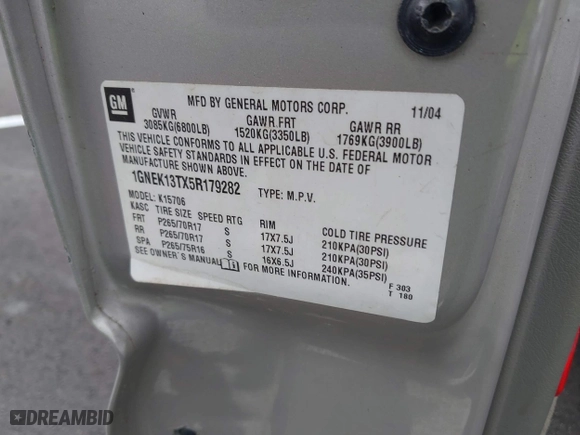 GM
MFD BY GENERAL MOTORS CORP. 11/04
GVWR GAWR FRT GAWR RR
3085KG(6800LB) 1520KG(3350LB) 1769KG(3900LB)
THIS VEHICLE CONFORMS TO ALL APPLICABLE U.S. FEDERAL MOTOR
VEHICLE SAFETY STANDARDS IN EFFECT ON THE DATE OF
MANUFACTURE SHOWN ABOVE.
1GNEK13TX5R179282 TYPE: M.P.V.
MODEL: K15706
KASC TIRE SIZE SPEED RTG RIM COLD TIRE PRESSURE
FRT P265/70R17 S 17X7.5J 210KPA(30PSI)
RR P265/70R17 S 17X7.5J 210KPA(30PSI)
SPA P265/75R16 S 16X6.5J 240KPA(35PSI)
SEE OWNER'S MANUAL FOR MORE INFORMATION. F 303
T 180
DREAMBID